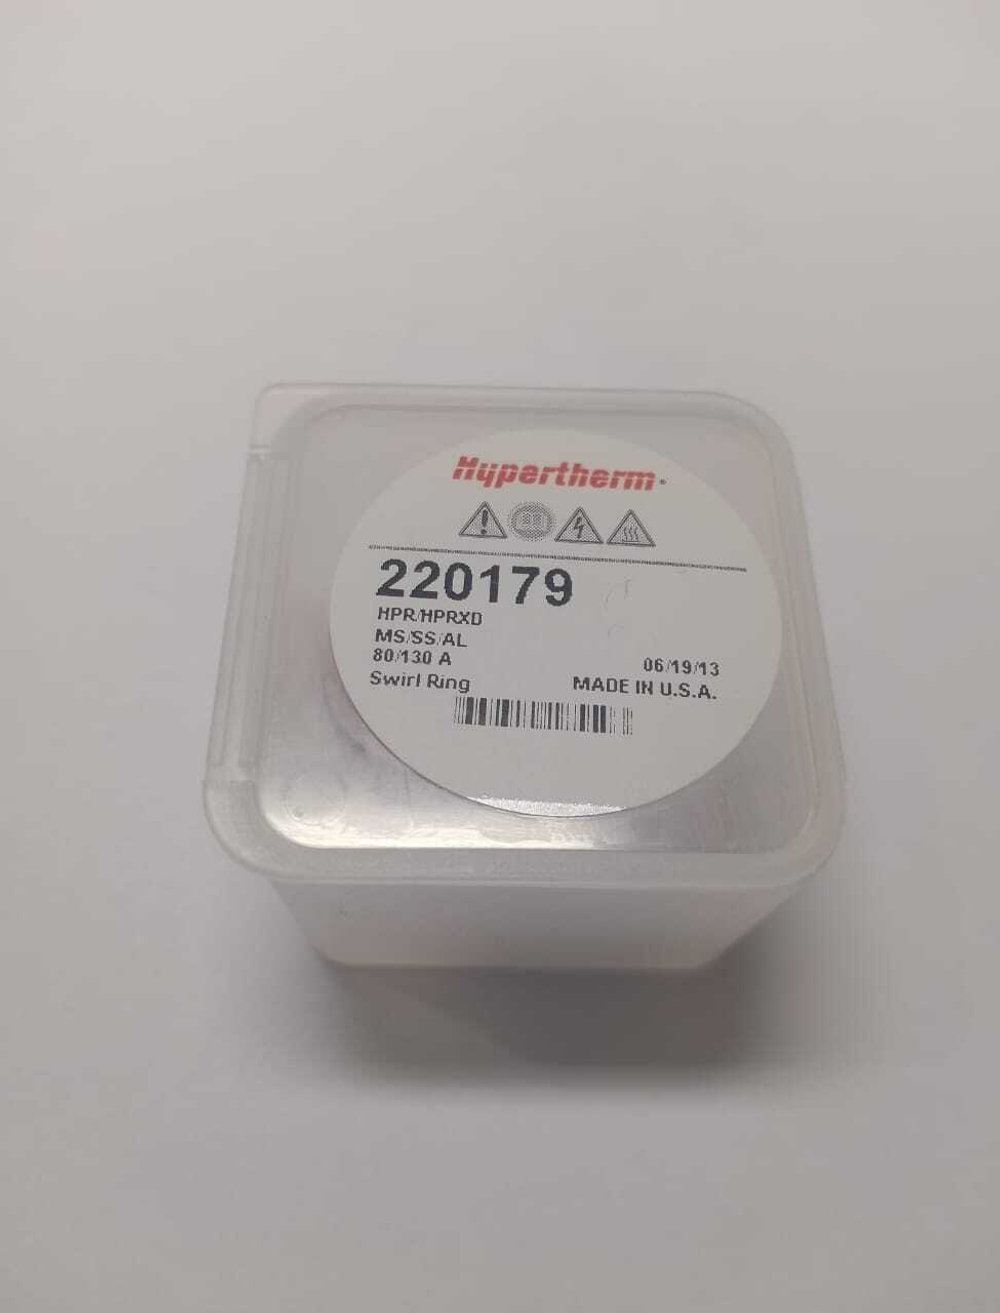 Hypertherm
220179
HPR/HPRXD
MS/SS/AL
80/130 A
06/19/13
Swirl Ring MADE IN U.S.A.